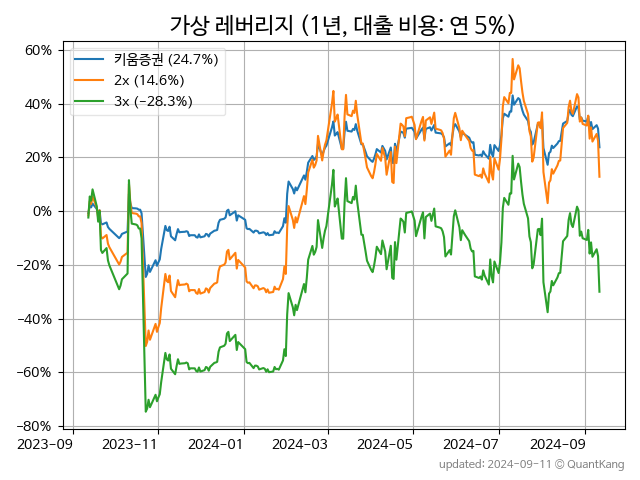 가상 레버리지 (1년, 대출 비용: 연 5%)
키움증권 (24.7%)
2x (14.6%)
3x (−28.3%)
60%
40%
20%
0%
−20%
−40%
−60%
−80%
2023-09 2023-11 2024-01 2024-03 2024-05 2024-07 2024-09
updated: 2024-09-11 © QuantKang